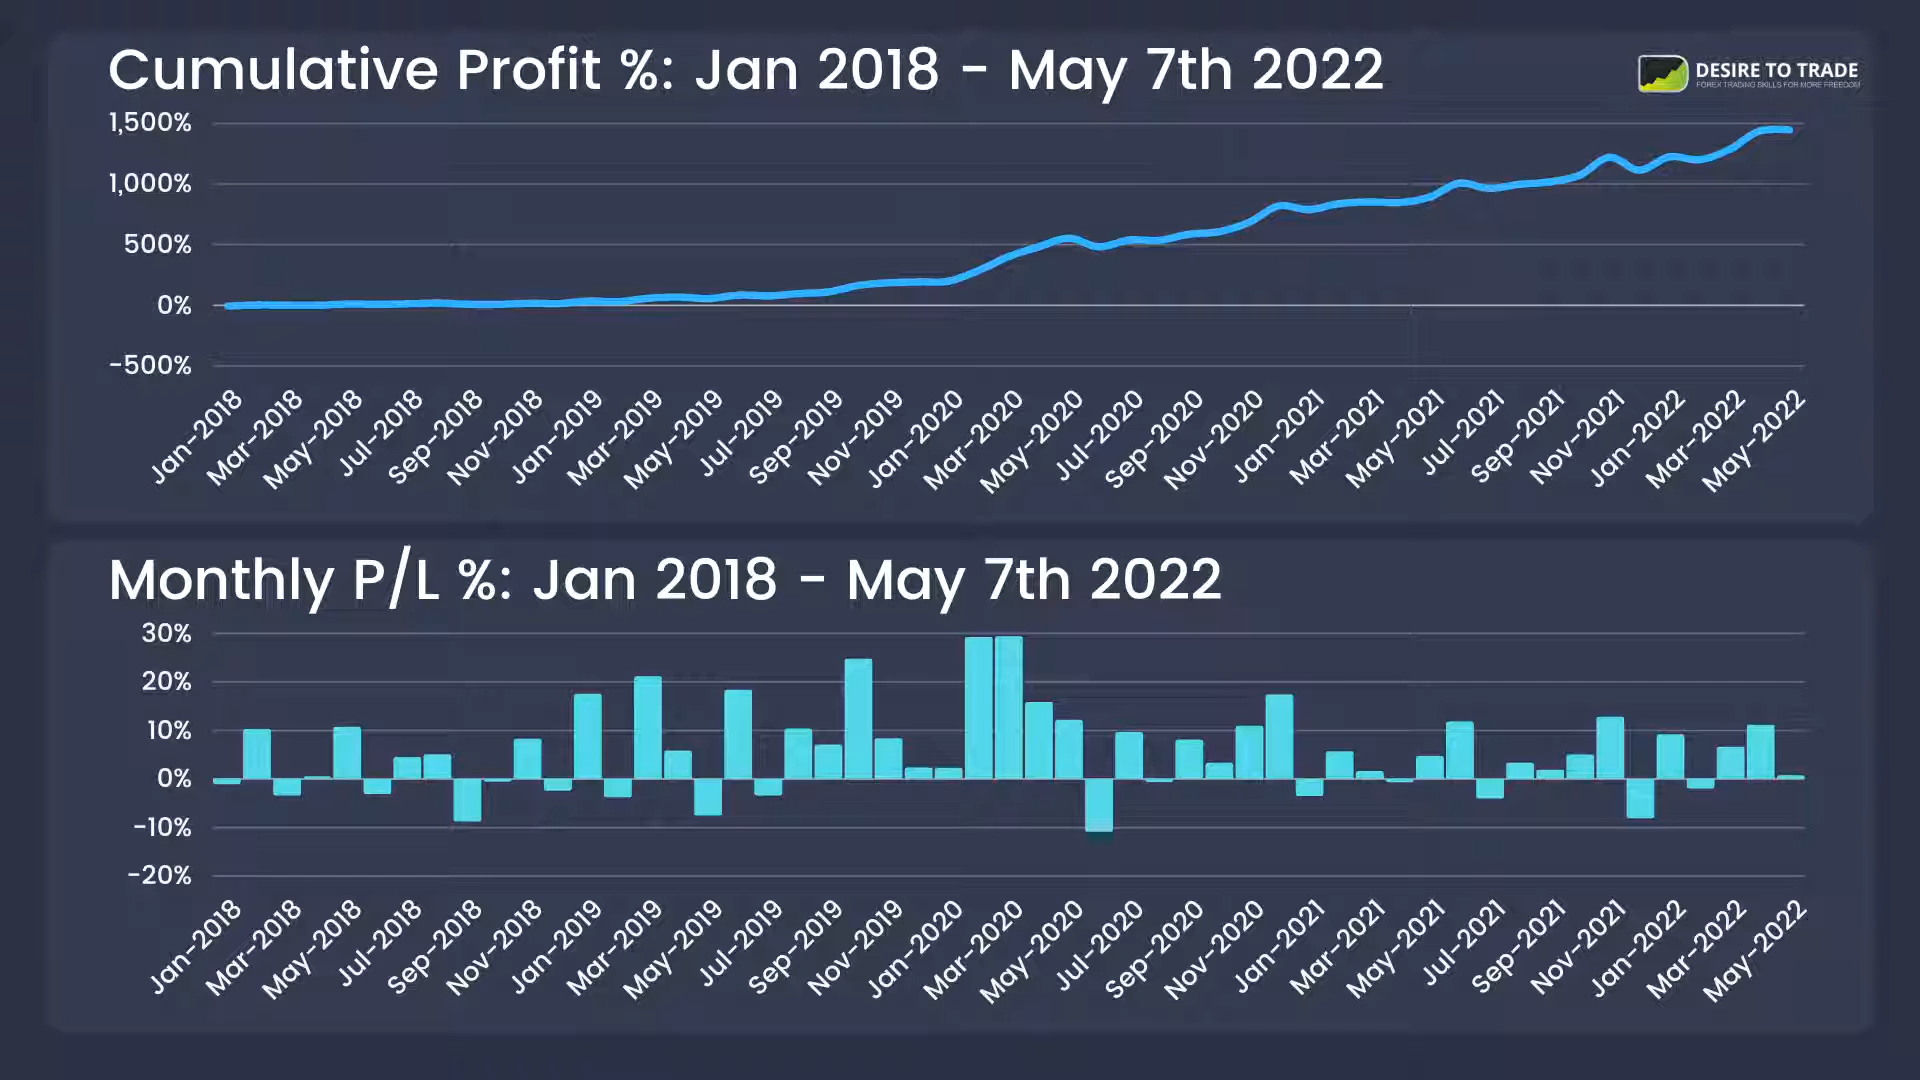 Cumulative Profit %: Jan 2018 - May 7th 2022
DESIRE TO TRADE
FOREX TRADING SKILLS FOR MORE FREEDOM
1,500%
1,000%
500%
0%
-500%
Jan-2018
Mar-2018
May-2018
Jul-2018
Sep-2018
Nov-2018
Jan-2019
Mar-2019
May-2019
Jul-2019
Sep-2019
Nov-2019
Jan-2020
Mar-2020
May-2020
Jul-2020
Sep-2020
Nov-2020
Jan-2021
Mar-2021
May-2021
Jul-2021
Sep-2021
Nov-2021
Jan-2022
Mar-2022
May-2022
Monthly P/L %: Jan 2018 - May 7th 2022
30%
20%
10%
0%
-10%
-20%
Jan-2018
Mar-2018
May-2018
Jul-2018
Sep-2018
Nov-2018
Jan-2019
Mar-2019
May-2019
Jul-2019
Sep-2019
Nov-2019
Jan-2020
Mar-2020
May-2020
Jul-2020
Sep-2020
Nov-2020
Jan-2021
Mar-2021
May-2021
Jul-2021
Sep-2021
Nov-2021
Jan-2022
Mar-2022
May-2022